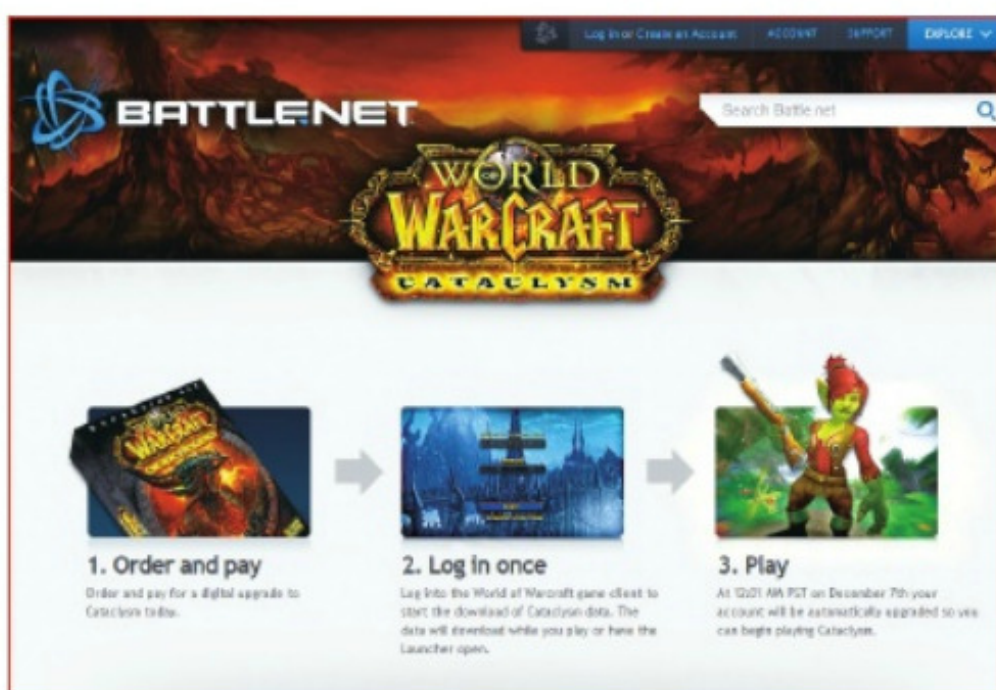 Log in or Create an Account ACCOUNT SUPPORT EXPLORE
BATTLE.NET
Search Battle.net
WORLD
OF
WARCRAFT
CATACLYSM
WARCRAFT
1. Order and pay
Order and pay for a digital upgrade to
Cataclysm today.
2. Log in once
Log into the World of Warcraft game client to
start the download of Cataclysm data. The
data will download while you play or have the
Launcher open.
3. Play
At 12:01 AM PST on December 7th your
account will be automatically upgraded so you
can begin playing Cataclysm.